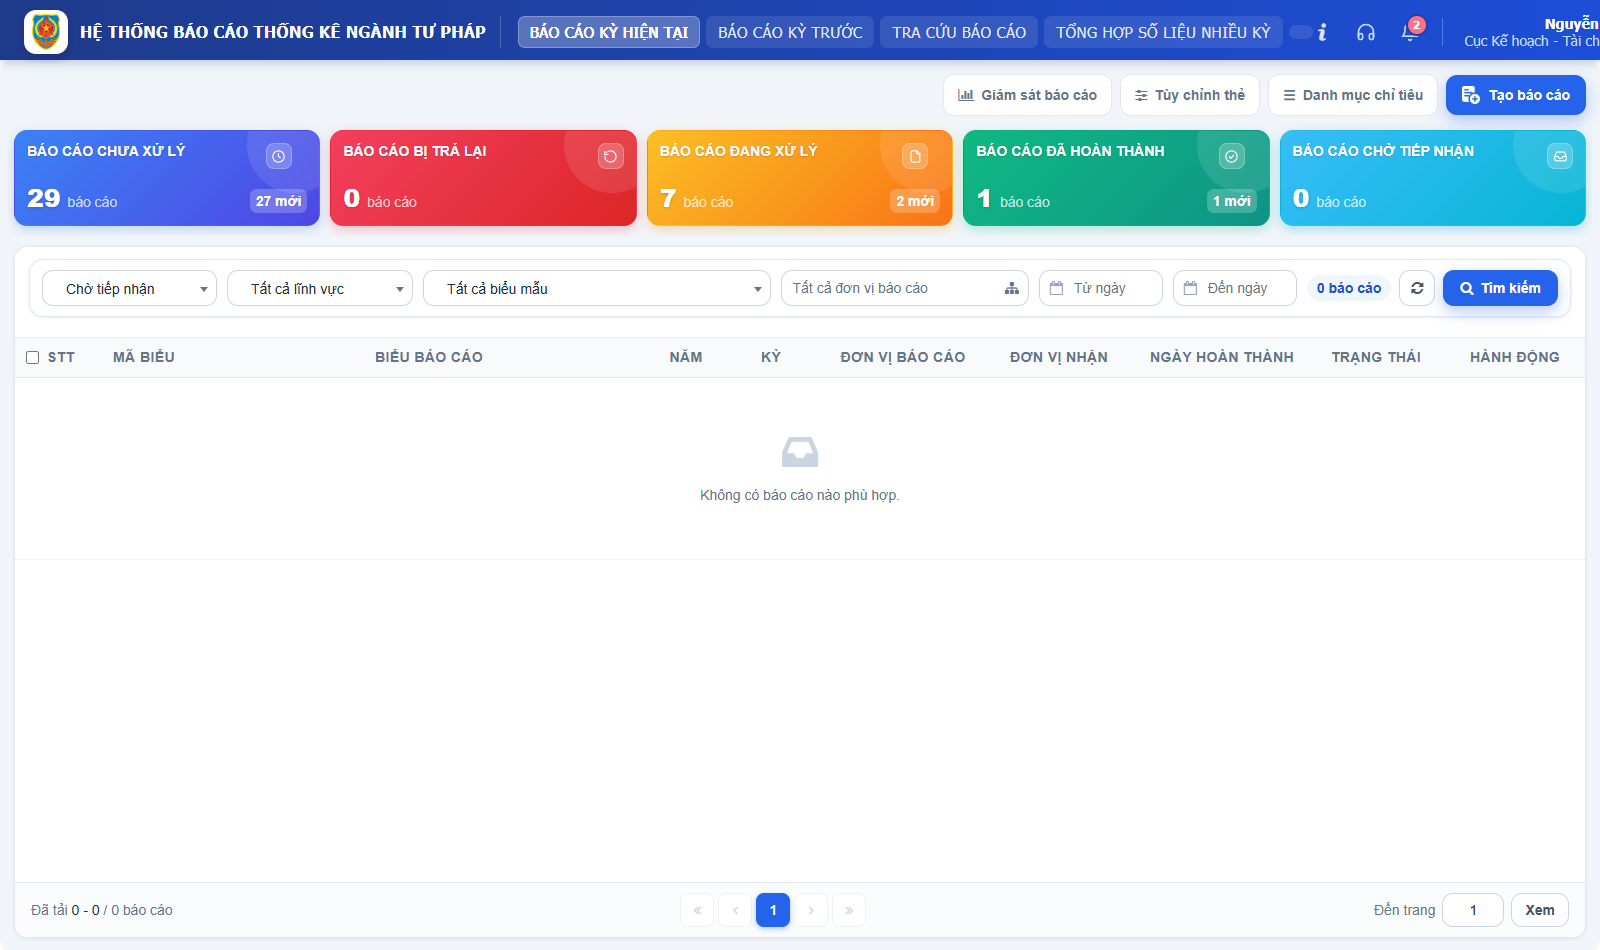 HỆ THỐNG BÁO CÁO THỐNG KÊ NGÀNH TƯ PHÁP
BÁO CÁO KỲ HIỆN TẠI
BÁO CÁO KỲ TRƯỚC
TRA CỨU BÁO CÁO
TỔNG HỢP SỐ LIỆU NHIỀU KỲ
2
Nguyễn
Cục Kế hoạch - Tài ch
Giám sát báo cáo
Tùy chỉnh thẻ
Danh mục chỉ tiêu
Tạo báo cáo
BÁO CÁO CHƯA XỬ LÝ
29 báo cáo
27 mới
BÁO CÁO BỊ TRẢ LẠI
0 báo cáo
BÁO CÁO ĐANG XỬ LÝ
7 báo cáo
2 mới
BÁO CÁO ĐÃ HOÀN THÀNH
1 báo cáo
1 mới
BÁO CÁO CHỜ TIẾP NHẬN
0 báo cáo
Chờ tiếp nhận
Tất cả lĩnh vực
Tất cả biểu mẫu
Tất cả đơn vị báo cáo
Từ ngày
Đến ngày
0 báo cáo
Tìm kiếm
STT
MÃ BIỂU
BIỂU BÁO CÁO
NĂM
KỲ
ĐƠN VỊ BÁO CÁO
ĐƠN VỊ NHẬN
NGÀY HOÀN THÀNH
TRẠNG THÁI
HÀNH ĐỘNG
Không có báo cáo nào phù hợp.
Đã tải 0 - 0 / 0 báo cáo
« ‹ 1 › »
Đến trang
1
Xem